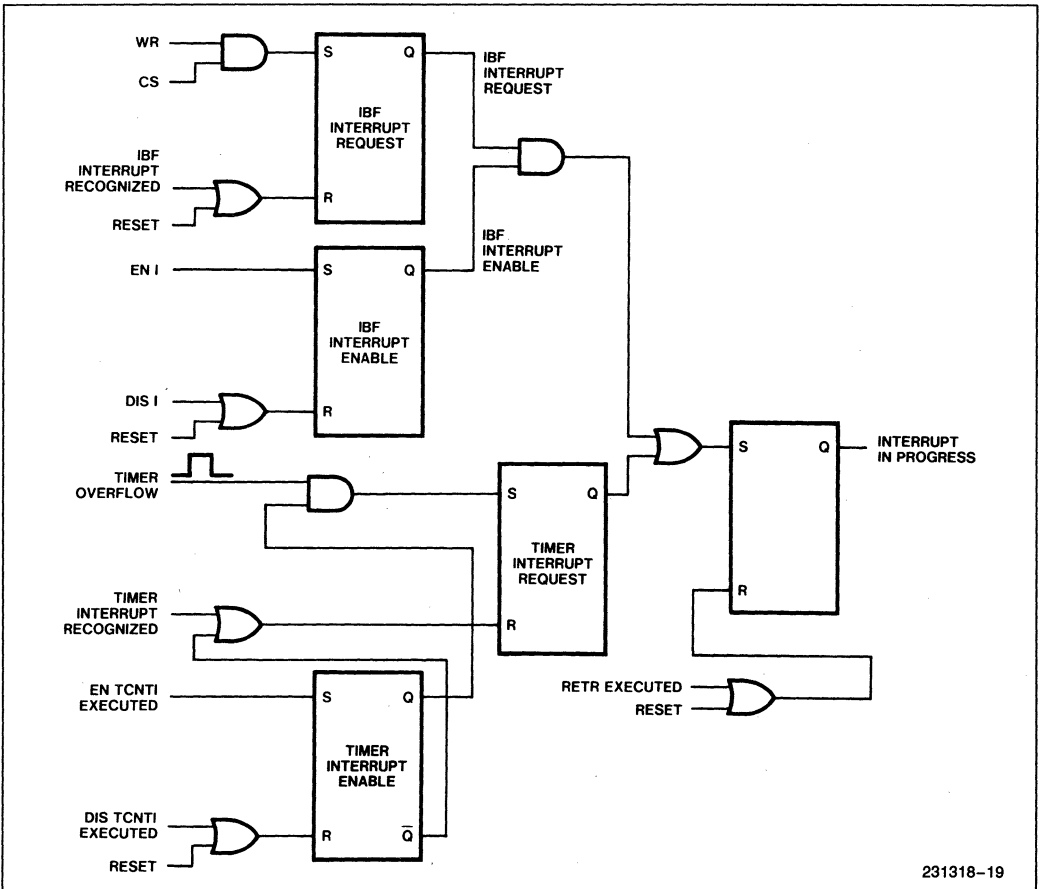 WR
CS
S
Q
IBF
INTERRUPT
REQUEST
IBF
INTERRUPT
REQUEST
IBF
INTERRUPT
RECOGNIZED
RESET
R
EN I
S
Q
IBF
INTERRUPT
ENABLE
IBF
INTERRUPT
ENABLE
DIS I
RESET
R
TIMER
OVERFLOW
S
Q
TIMER
INTERRUPT
REQUEST
R
S
Q
INTERRUPT
IN PROGRESS
R
TIMER
INTERRUPT
RECOGNIZED
EN TCNTI
EXECUTED
S
Q
TIMER
INTERRUPT
ENABLE
RETR EXECUTED
RESET
DIS TCNTI
EXECUTED
RESET
R
Q̅
231318–19